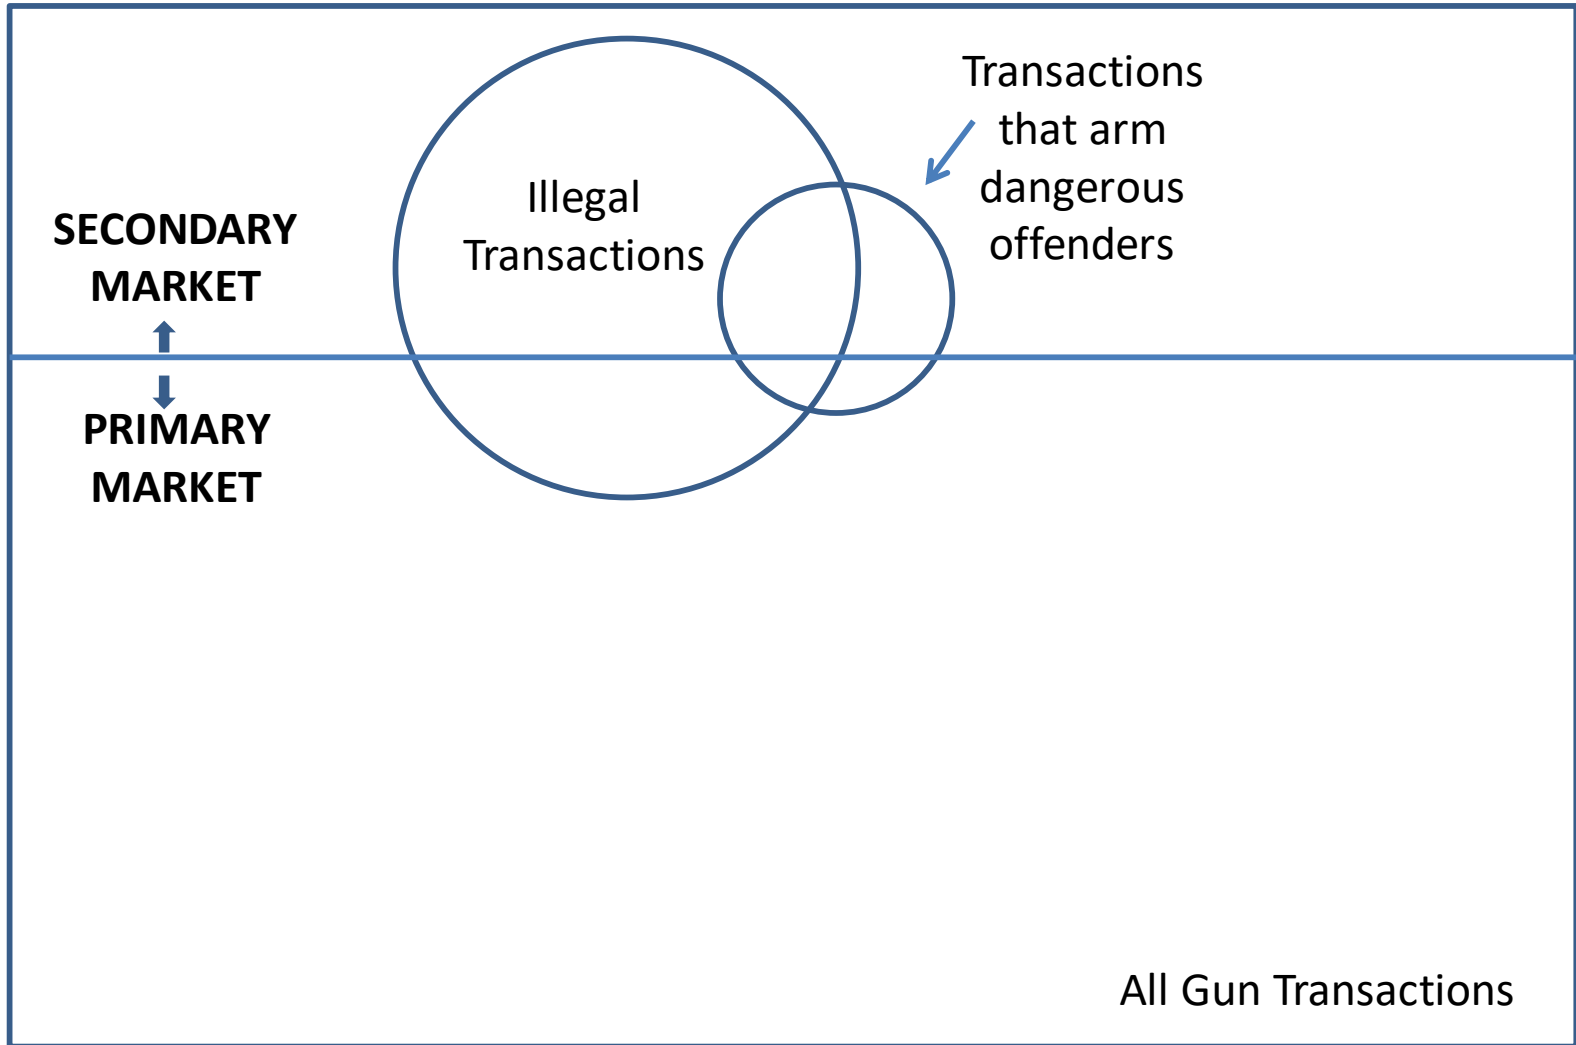 Transactions
that arm
dangerous
offenders
Illegal
Transactions
SECONDARY
MARKET
PRIMARY
MARKET
All Gun Transactions